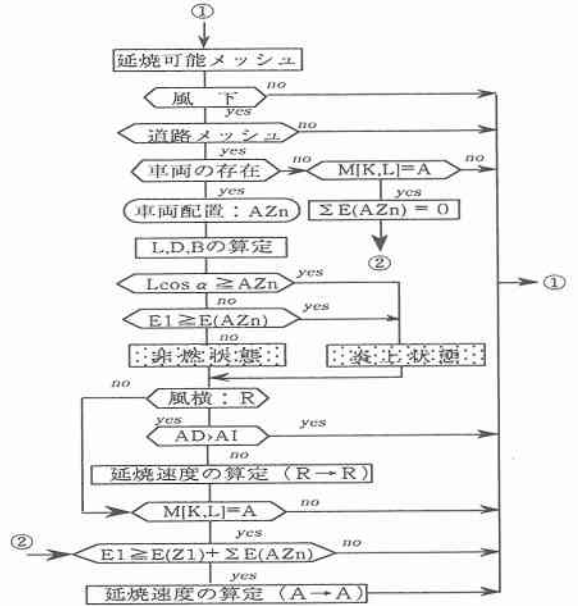 ①
延焼可能メッシュ
no
風 下
yes
道路メッシュ
no
yes
車両の存在
no
M[K,L]=A
no
yes
yes
車両配置：AZn
ΣE(AZn) = 0
L,D,Bの算定
②
Lcos α ≧AZn
yes
①
no
E1≧E(AZn)
yes
no
非燃状態
炎上状態
no
風横：R
yes
AD>AI
yes
no
延焼速度の算定（R→R）
M[K,L]=A
no
yes
②
E1≧E(Z1)+ΣE(AZn)
no
yes
延焼速度の算定（A→A）